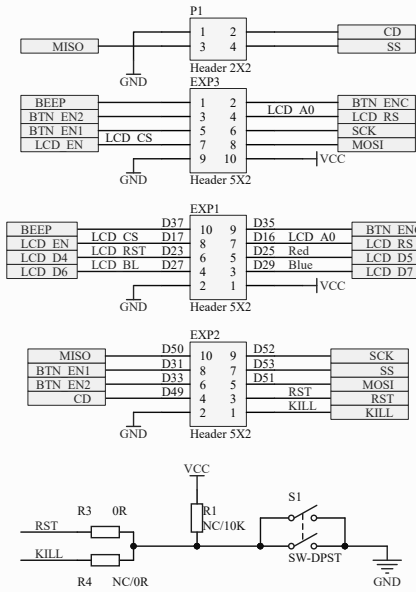 P1
1 2 CD
MISO 3 4 SS
GND Header 2X2
EXP3
BEEP 1 2 BTN ENC
BTN EN2 3 4 LCD A0 LCD RS
BTN EN1 5 6 SCK
LCD EN LCD CS 7 8 MOSI
9 10 VCC
GND Header 5X2
EXP1
BEEP D37 10 9 D35 BTN ENC
LCD EN LCD CS D17 8 7 D16 LCD A0 LCD RS
LCD D4 LCD RST D23 6 5 D25 Red LCD D5
LCD D6 LCD BL D27 4 3 D29 Blue LCD D7
2 1 VCC
GND Header 5X2
EXP2
MISO D50 10 9 D52 SCK
BTN EN1 D31 8 7 D53 SS
BTN EN2 D33 6 5 D51 MOSI
CD D49 4 3 RST RST
2 1 KILL KILL
GND Header 5X2
VCC
R3 0R R1 S1
RST NC/10K
KILL
R4 NC/0R SW-DPST
GND